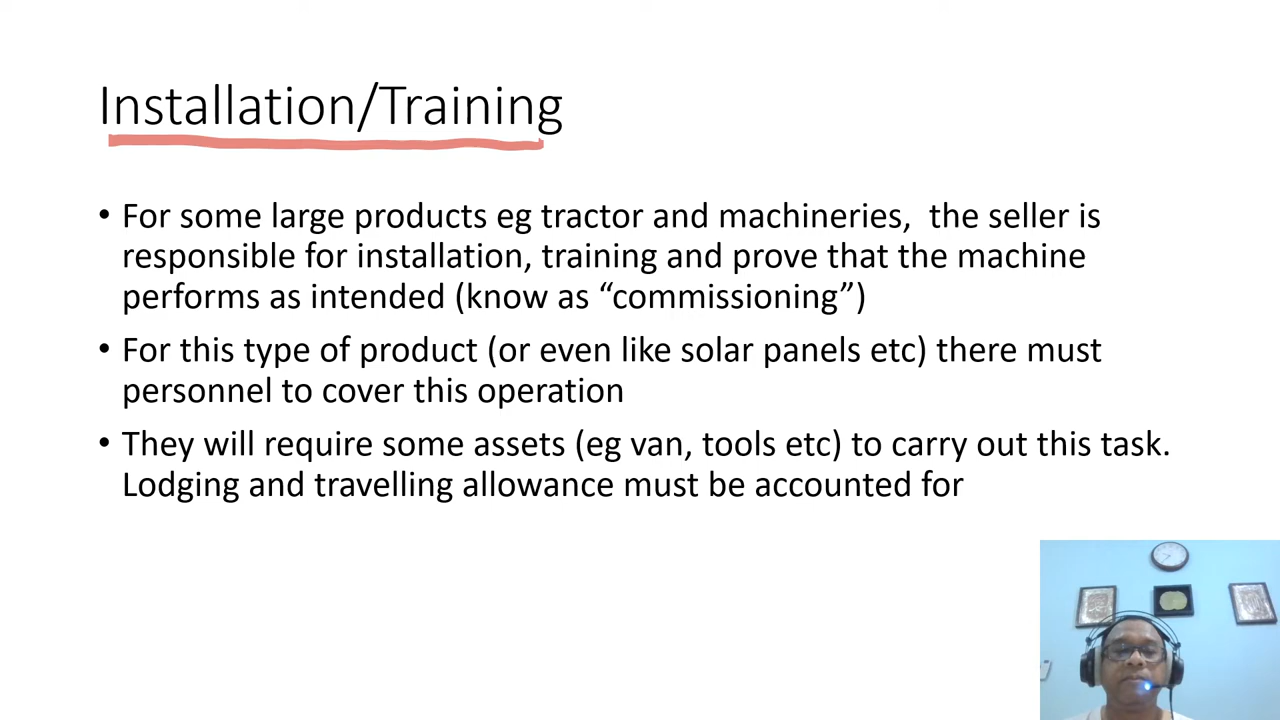 Installation/Training
• For some large products eg tractor and machineries,  the seller is
responsible for installation, training and prove that the machine
performs as intended (know as “commissioning”)
• For this type of product (or even like solar panels etc) there must
personnel to cover this operation
• They will require some assets (eg van, tools etc) to carry out this task.
Lodging and travelling allowance must be accounted for